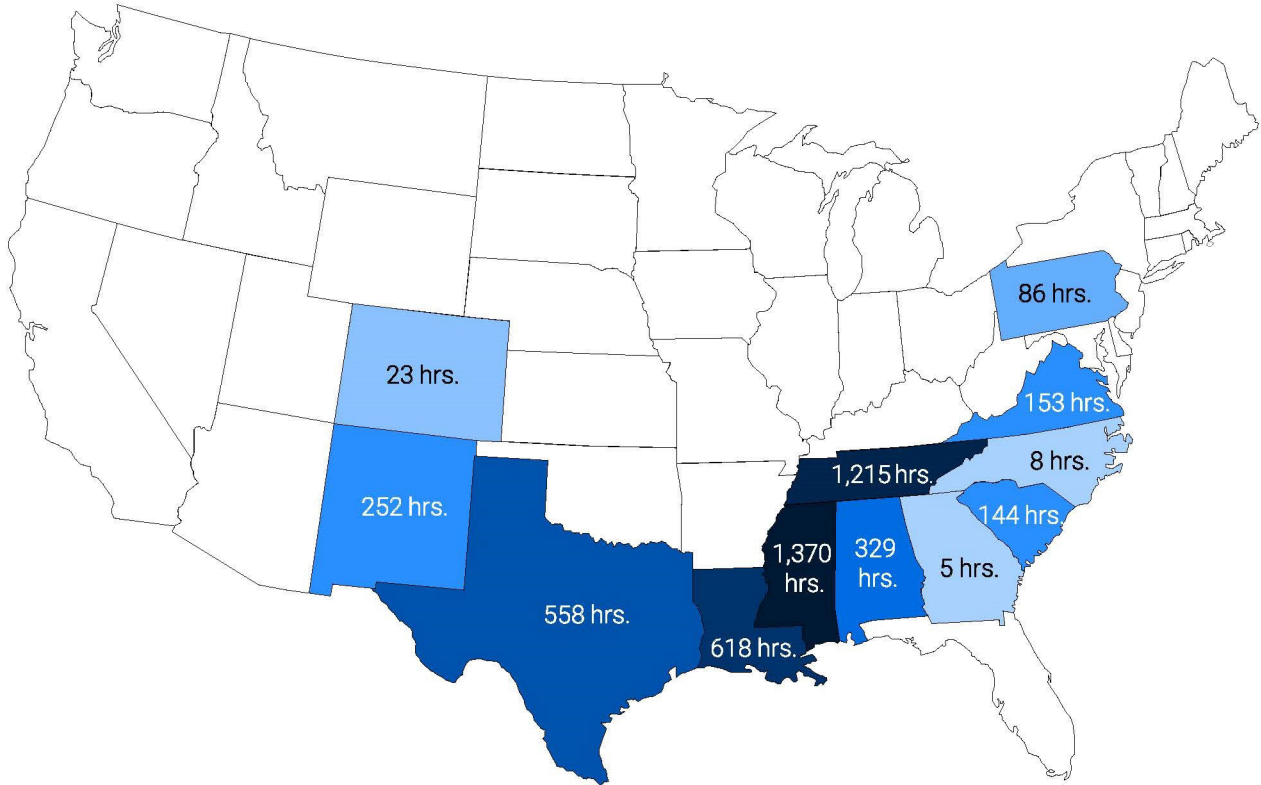 86 hrs.
23 hrs.
153 hrs.
8 hrs.
1,215 hrs.
252 hrs.
144 hrs.
1,370
hrs.
329
hrs.
5 hrs.
558 hrs.
618 hrs.